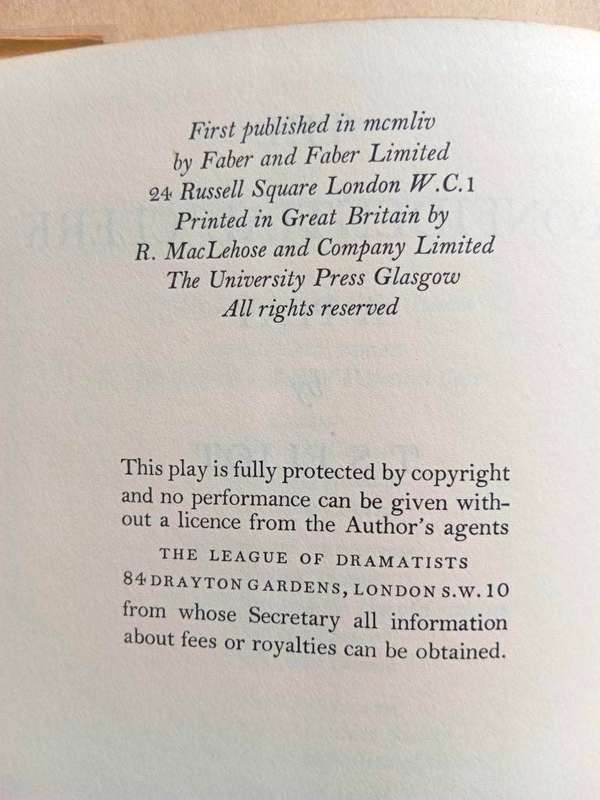 First published in mcmliv
by Faber and Faber Limited
24 Russell Square London W.C.1
Printed in Great Britain by
R. MacLehose and Company Limited
The University Press Glasgow
All rights reserved
This play is fully protected by copyright
and no performance can be given with-
out a licence from the Author's agents
THE LEAGUE OF DRAMATISTS
84 DRAYTON GARDENS, LONDON S.W. 10
from whose Secretary all information
about fees or royalties can be obtained.